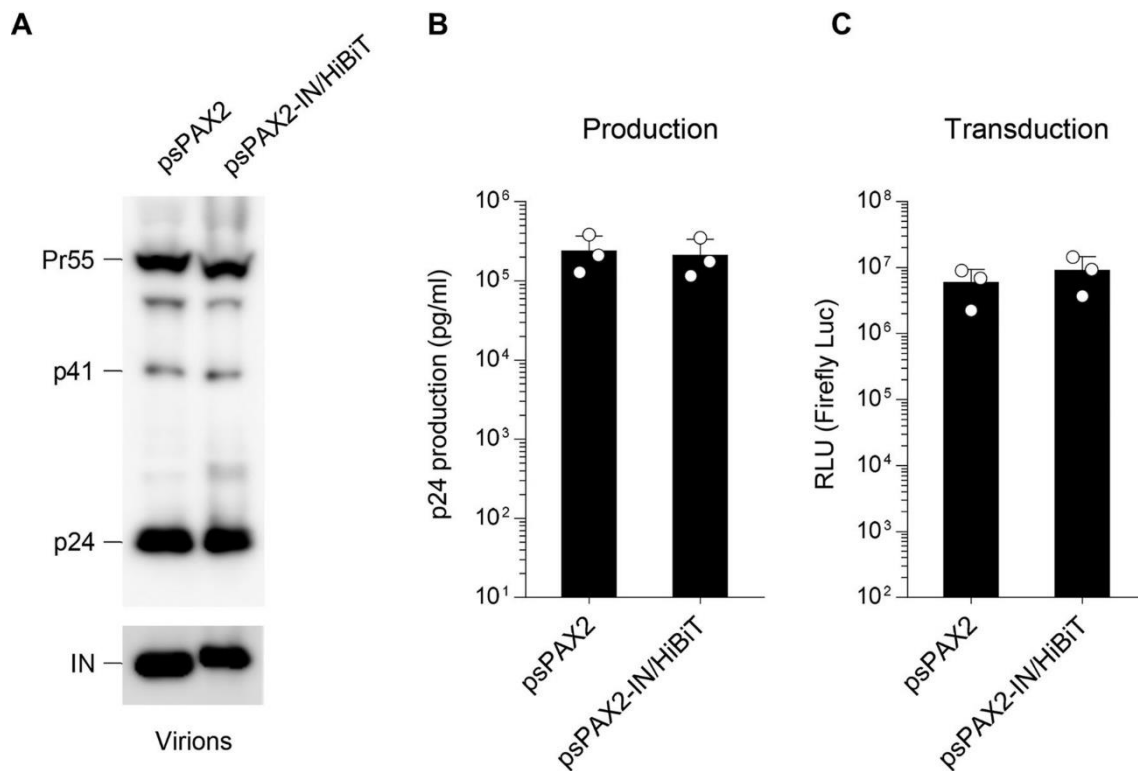 A
psPAX2
psPAX2-IN/HiBiT
Pr55
p41
p24
IN
Virions
B
Production
p24 production (pg/ml)
10⁶
10⁵
10⁴
10³
10²
10¹
psPAX2
psPAX2-IN/HiBiT
C
Transduction
RLU (Firefly Luc)
10⁸
10⁷
10⁶
10⁵
10⁴
10³
10²
psPAX2
psPAX2-IN/HiBiT